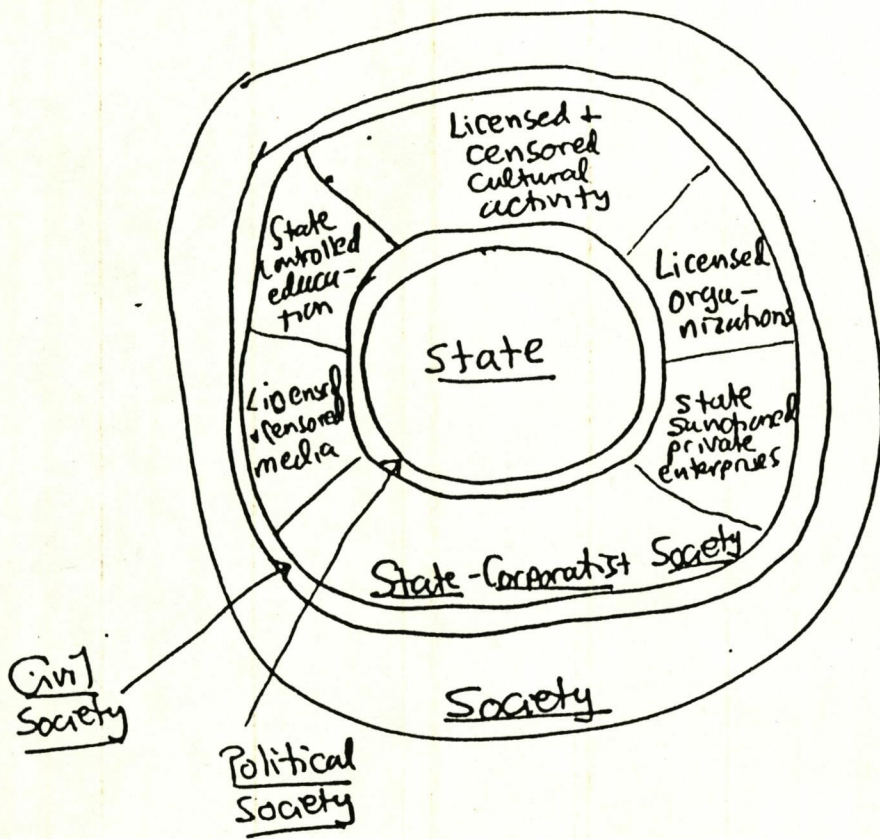 Licensed +
censored
cultural
activity
State
controlled
educa-
tion
Licensed
orga-
nizations
State
Licensed
+ censored
media
State
sanctioned
private
enterprises
State-Corporatist Society
Civil
Society
Society
Political
Society